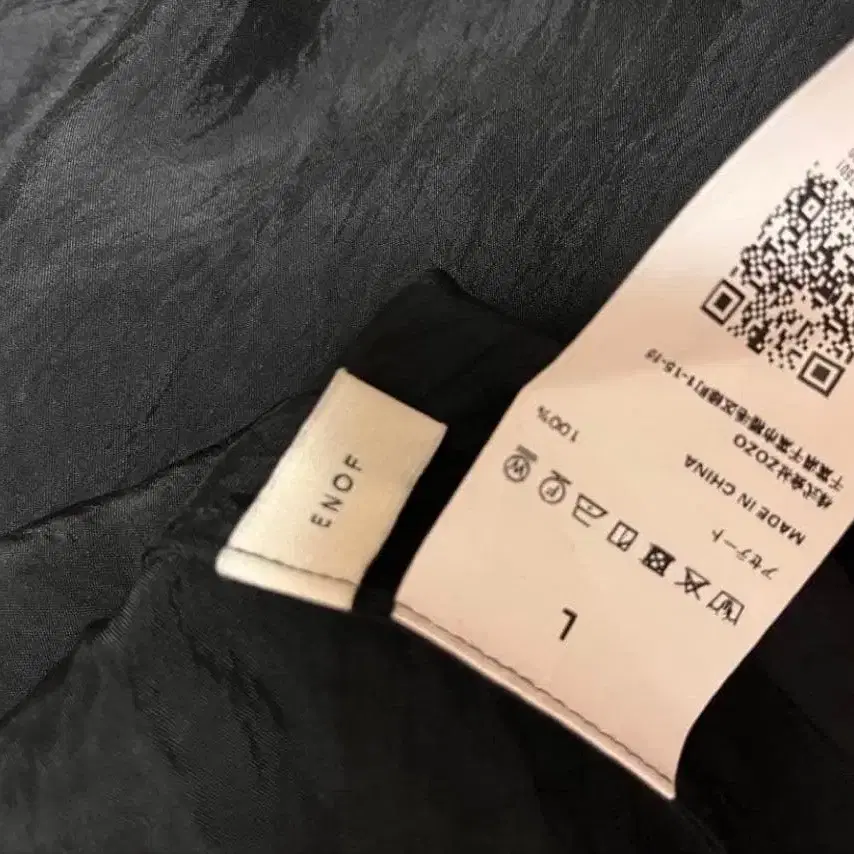 ENOF
L
アセテート
100%
MADE IN CHINA
株式会社ZOZO
千葉県千葉市稲毛区緑町1-15-16